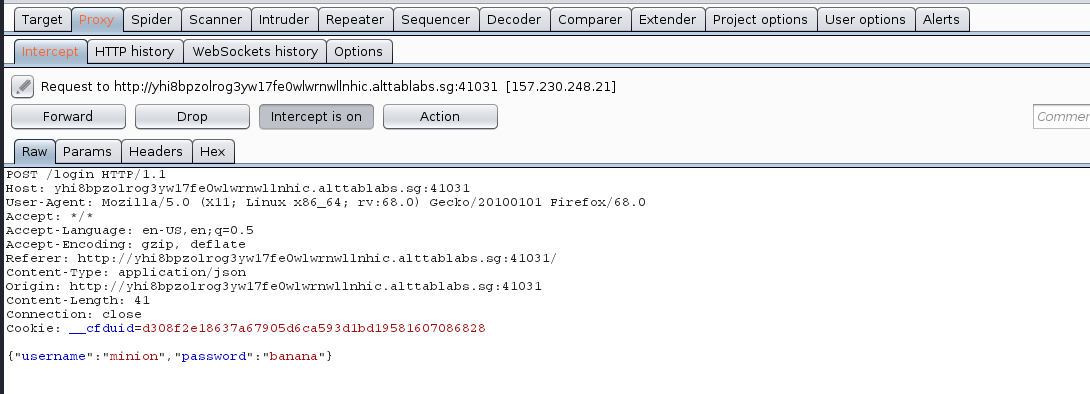 Target Proxy Spider Scanner Intruder Repeater Sequencer Decoder Comparer Extender Project options User options Alerts
Intercept HTTP history WebSockets history Options
Request to http://yhi8bpzolrog3yw17fe0wlwrnwllnhic.alttablabs.sg:41031 [157.230.248.21]
Forward Drop Intercept is on Action Commen
Raw Params Headers Hex
POST /login HTTP/1.1
Host: yhi8bpzolrog3yw17fe0wlwrnwllnhic.alttablabs.sg:41031
User-Agent: Mozilla/5.0 (X11; Linux x86_64; rv:68.0) Gecko/20100101 Firefox/68.0
Accept: */*
Accept-Language: en-US,en;q=0.5
Accept-Encoding: gzip, deflate
Referer: http://yhi8bpzolrog3yw17fe0wlwrnwllnhic.alttablabs.sg:41031/
Content-Type: application/json
Origin: http://yhi8bpzolrog3yw17fe0wlwrnwllnhic.alttablabs.sg:41031
Content-Length: 41
Connection: close
Cookie: __cfduid=d308f2e18637a67905d6ca593d1bd19581607086828
{"username":"minion","password":"banana"}